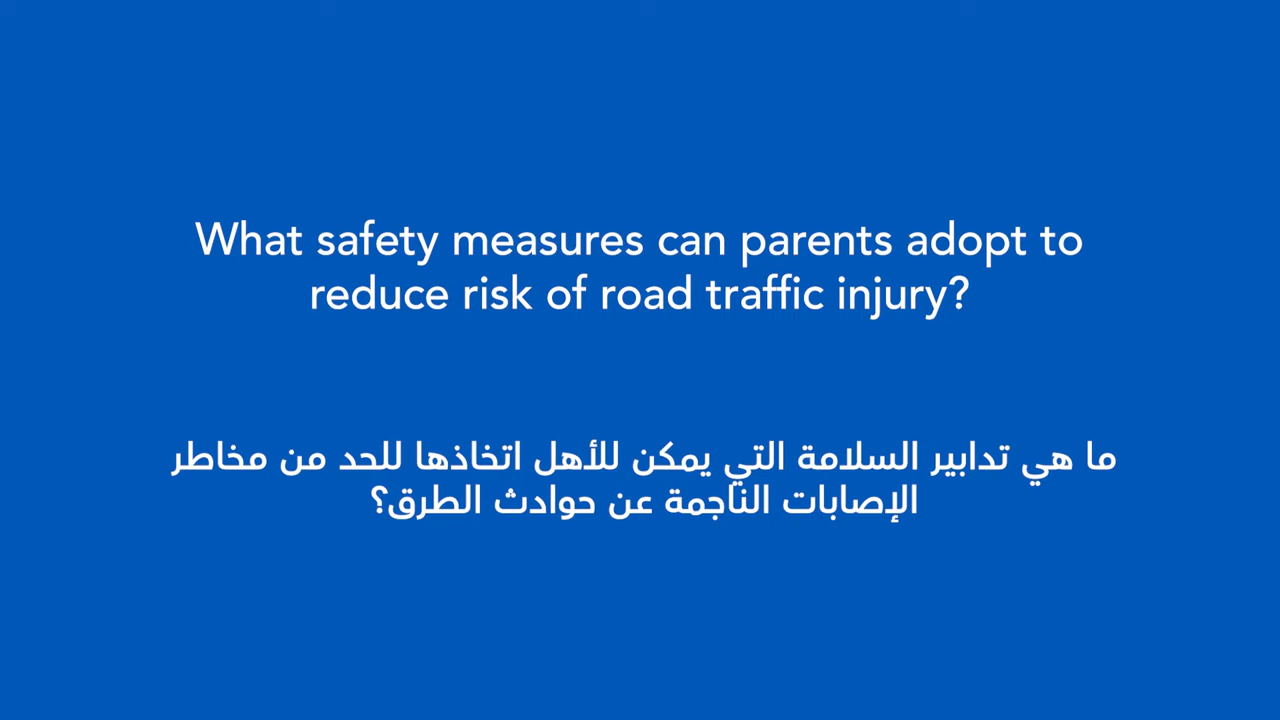 What safety measures can parents adopt to
reduce risk of road traffic injury?
ما هي تدابير السلامة التي يمكن للأهل اتخاذها للحد من مخاطر
الإصابات الناجمة عن حوادث الطرق؟